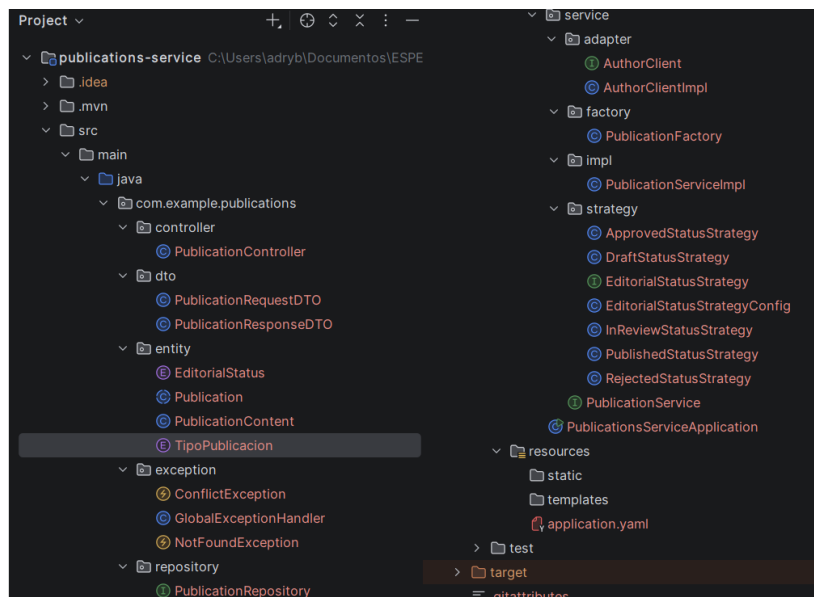 Project
publications-service C:\Users\adryb\Documentos\ESPE
.idea
.mvn
src
main
java
com.example.publications
controller
PublicationController
dto
PublicationRequestDTO
PublicationResponseDTO
entity
EditorialStatus
Publication
PublicationContent
TipoPublicacion
exception
ConflictException
GlobalExceptionHandler
NotFoundException
repository
PublicationRepository
service
adapter
AuthorClient
AuthorClientImpl
factory
PublicationFactory
impl
PublicationServiceImpl
strategy
ApprovedStatusStrategy
DraftStatusStrategy
EditorialStatusStrategy
EditorialStatusStrategyConfig
InReviewStatusStrategy
PublishedStatusStrategy
RejectedStatusStrategy
PublicationService
PublicationsServiceApplication
resources
static
templates
application.yaml
test
target
.gitattributes